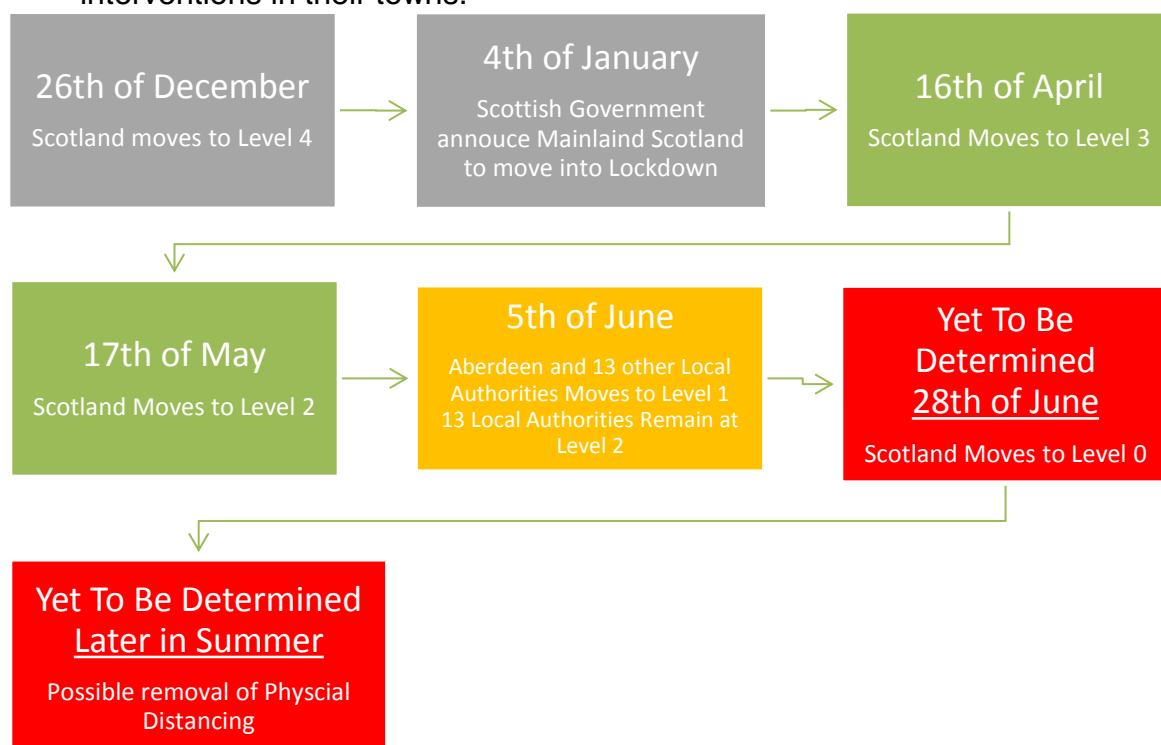 interventions in their towns.
26th of December
Scotland moves to Level 4
4th of January
Scottish Government
annouce Mainlaind Scotland
to move into Lockdown
16th of April
Scotland Moves to Level 3
17th of May
Scotland Moves to Level 2
5th of June
Aberdeen and 13 other Local
Authorities Moves to Level 1
13 Local Authorities Remain at
Level 2
Yet To Be
Determined
28th of June
Scotland Moves to Level 0
Yet To Be Determined
Later in Summer
Possible removal of Physcial
Distancing